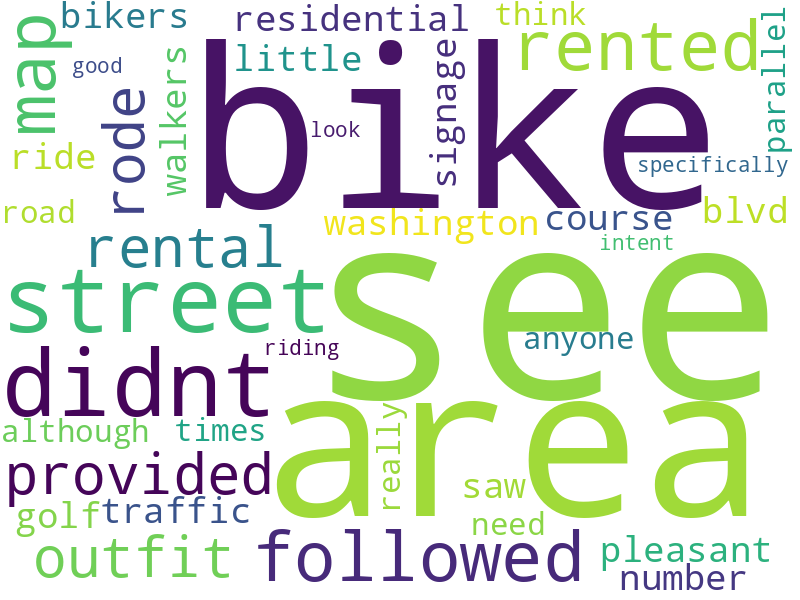 bikers
residential
think
map
good
little
rented
parallel
walkers
signage
bike
rode
look
ride
specifically
road
washington
course
blvd
rental
intent
see
street
anyone
riding
didnt
area
although
times
really
provided
saw
golf
traffic
need
outfit
followed
pleasant
number